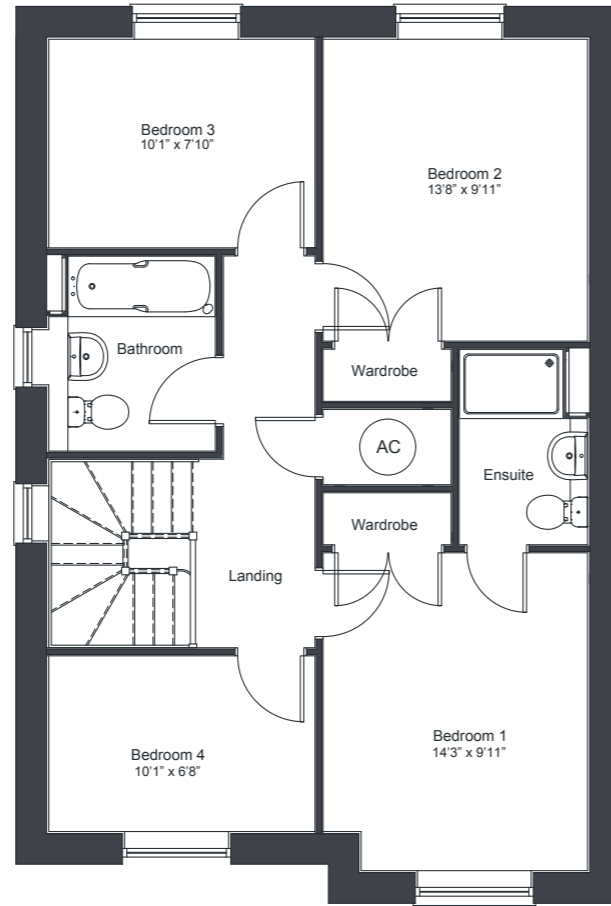 Bedroom 3
10’1” x 7’10”
Bedroom 2
13’8” x 9’11”
Bathroom
Wardrobe
AC
Ensuite
Wardrobe
Landing
Bedroom 1
14’3” x 9’11”
Bedroom 4
10’1” x 6’8”